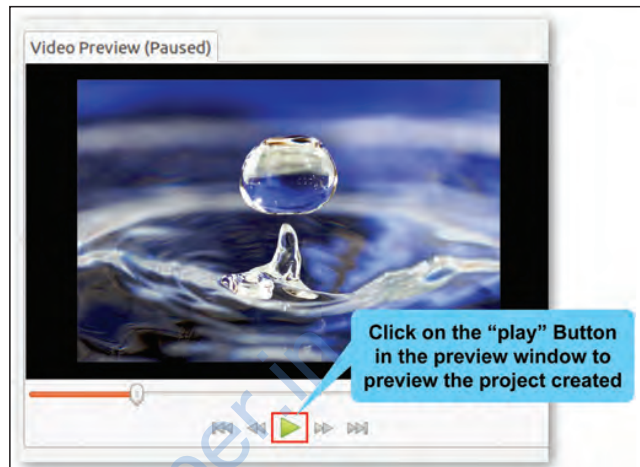 Video Preview (Paused)
Click on the “play” Button
in the preview window to
preview the project created